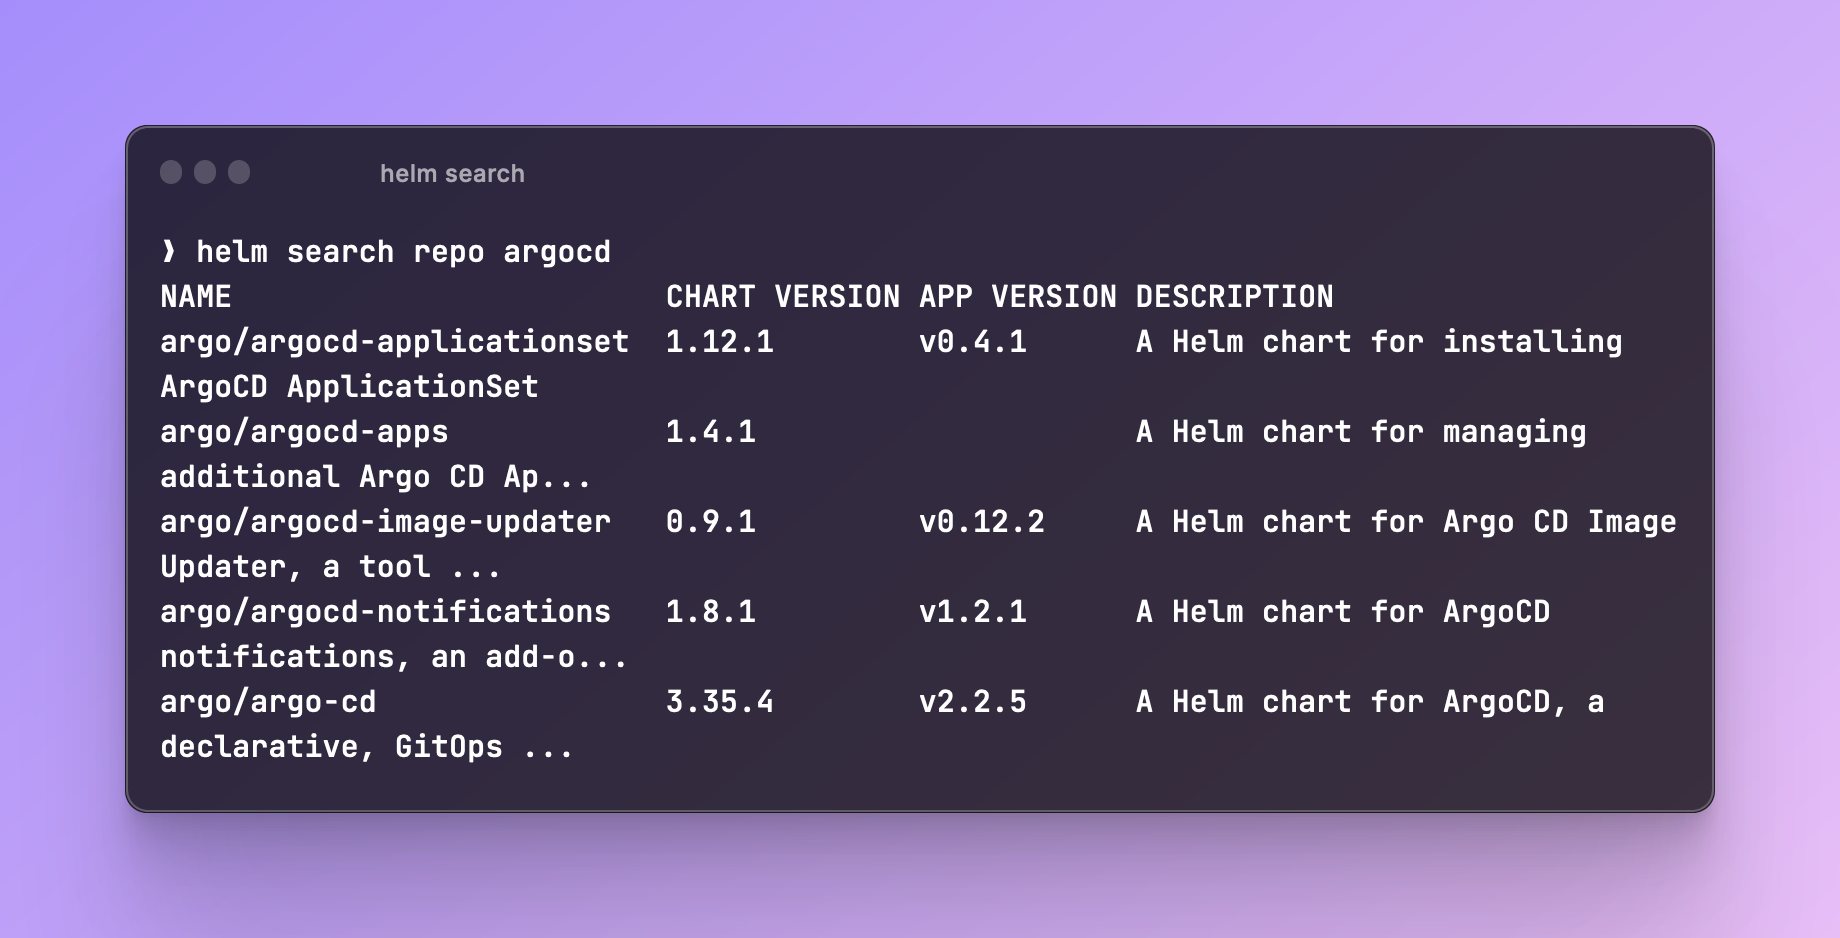 helm search
❯ helm search repo argocd
NAME                        CHART VERSION APP VERSION DESCRIPTION
argo/argocd-applicationset  1.12.1        v0.4.1      A Helm chart for installing
ArgoCD ApplicationSet
argo/argocd-apps            1.4.1                     A Helm chart for managing
additional Argo CD Ap...
argo/argocd-image-updater   0.9.1         v0.12.2     A Helm chart for Argo CD Image
Updater, a tool ...
argo/argocd-notifications   1.8.1         v1.2.1      A Helm chart for ArgoCD
notifications, an add-o...
argo/argo-cd                3.35.4        v2.2.5      A Helm chart for ArgoCD, a
declarative, GitOps ...